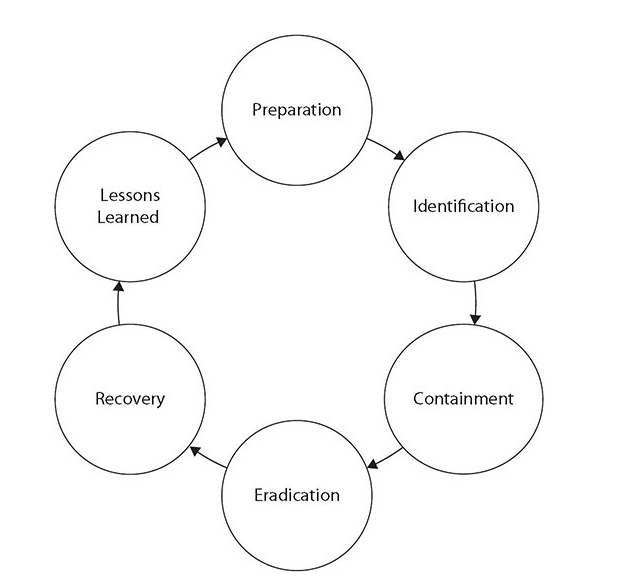 Preparation
Identification
Containment
Eradication
Recovery
Lessons
Learned